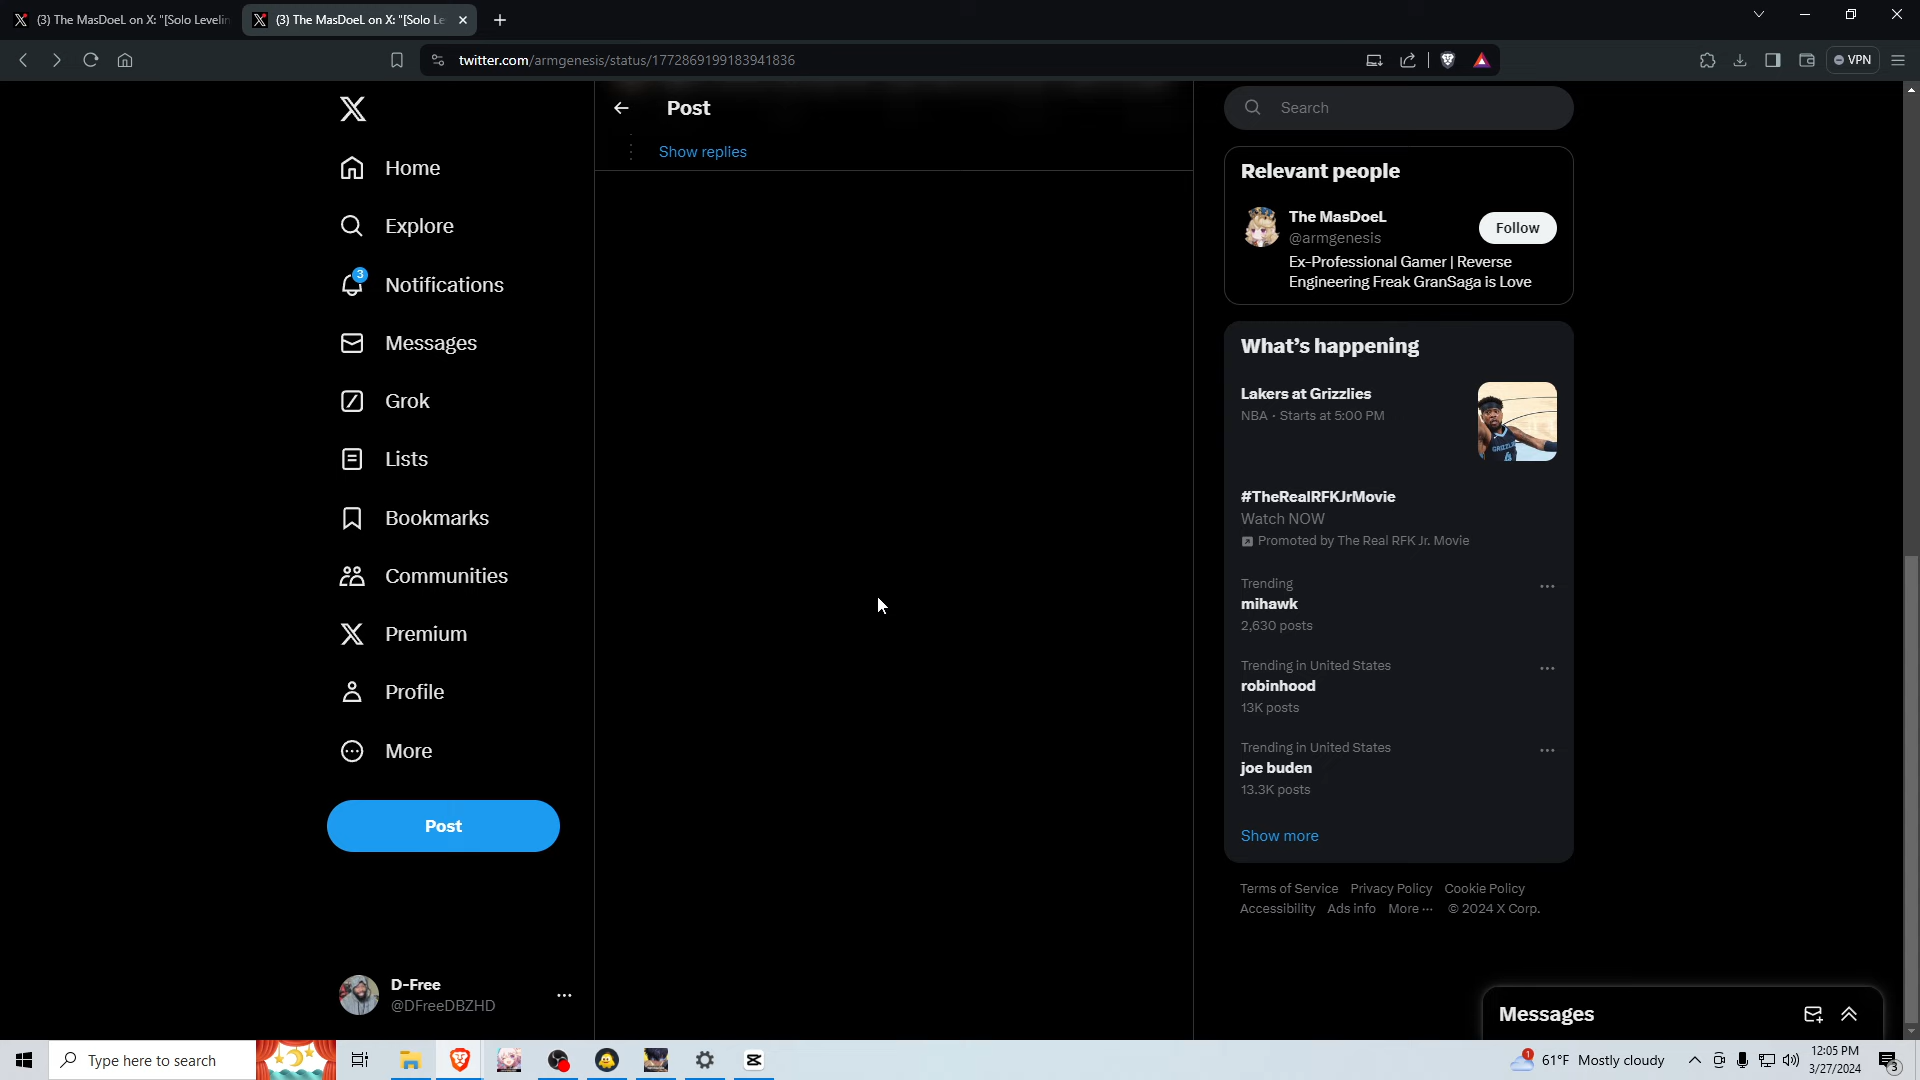 (3) The MasDoeL on X: "[Solo Levelin
(3) The MasDoeL on X: "[Solo Le
twitter.com/armgenesis/status/1772869199183941836
VPN
Post
Show replies
Home
Explore
3
Notifications
Messages
Grok
Lists
Bookmarks
Communities
Premium
Profile
More
Post
D-Free
@DFreeDBZHD
Search
Relevant people
The MasDoeL
@armgenesis
Follow
Ex-Professional Gamer | Reverse
Engineering Freak GranSaga is Love
What's happening
Lakers at Grizzlies
NBA · Starts at 5:00 PM
#TheRealRFKJrMovie
Watch NOW
Promoted by The Real RFK Jr. Movie
Trending
mihawk
2,630 posts
Trending in United States
robinhood
13K posts
Trending in United States
joe buden
13.3K posts
Show more
Terms of Service Privacy Policy Cookie Policy
Accessibility Ads info More ··· © 2024 X Corp.
Messages
Type here to search
1
61°F Mostly cloudy
12:05 PM
3/27/2024
3